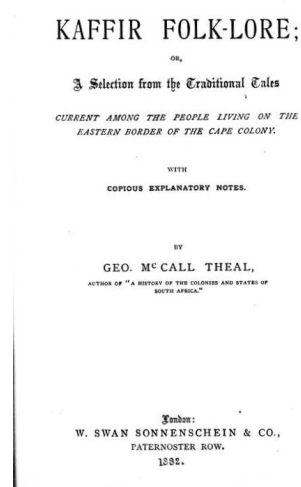 KAFFIR FOLK-LORE;
OR,
A Selection from the Traditional Tales
CURRENT AMONG THE PEOPLE LIVING ON THE
EASTERN BORDER OF THE CAPE COLONY.
WITH
COPIOUS EXPLANATORY NOTES.
BY
GEO. McCALL THEAL,
AUTHOR OF "A HISTORY OF THE COLONIES AND STATES OF
SOUTH AFRICA."
London:
W. SWAN SONNENSCHEIN & CO.,
PATERNOSTER ROW.
1882.